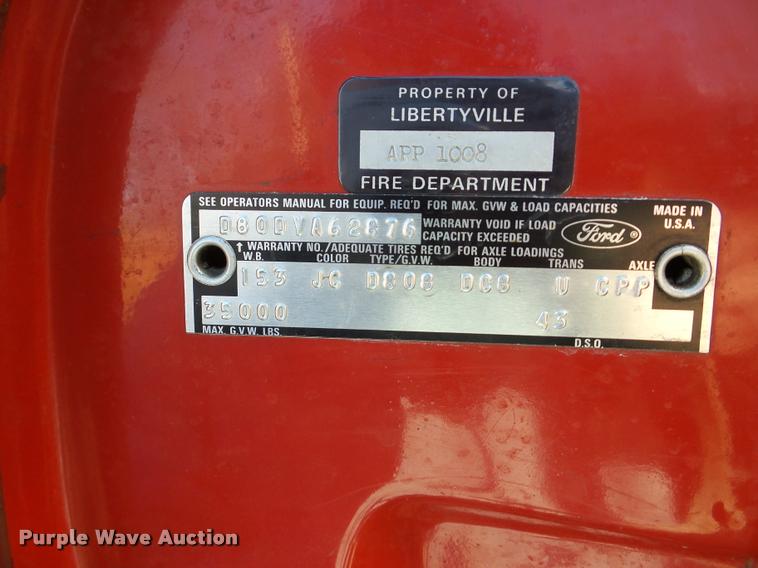 PROPERTY OF
LIBERTYVILLE
APP 1008
FIRE DEPARTMENT
SEE OPERATORS MANUAL FOR EQUIP. REQ'D FOR MAX. GVW & LOAD CAPACITIES
MADE IN U.S.A.
WARRANTY VOID IF LOAD
CAPACITY EXCEEDED
Ford
↑ WARRANTY NO./ADEQUATE TIRES REQ'D FOR AXLE LOADINGS
W.B. COLOR TYPE/G.V.W. BODY TRANS AXLE
153 JC D808 DC8 U CPP
35000 43
MAX. G.V.W. LBS. D.S.O.
Purple Wave Auction